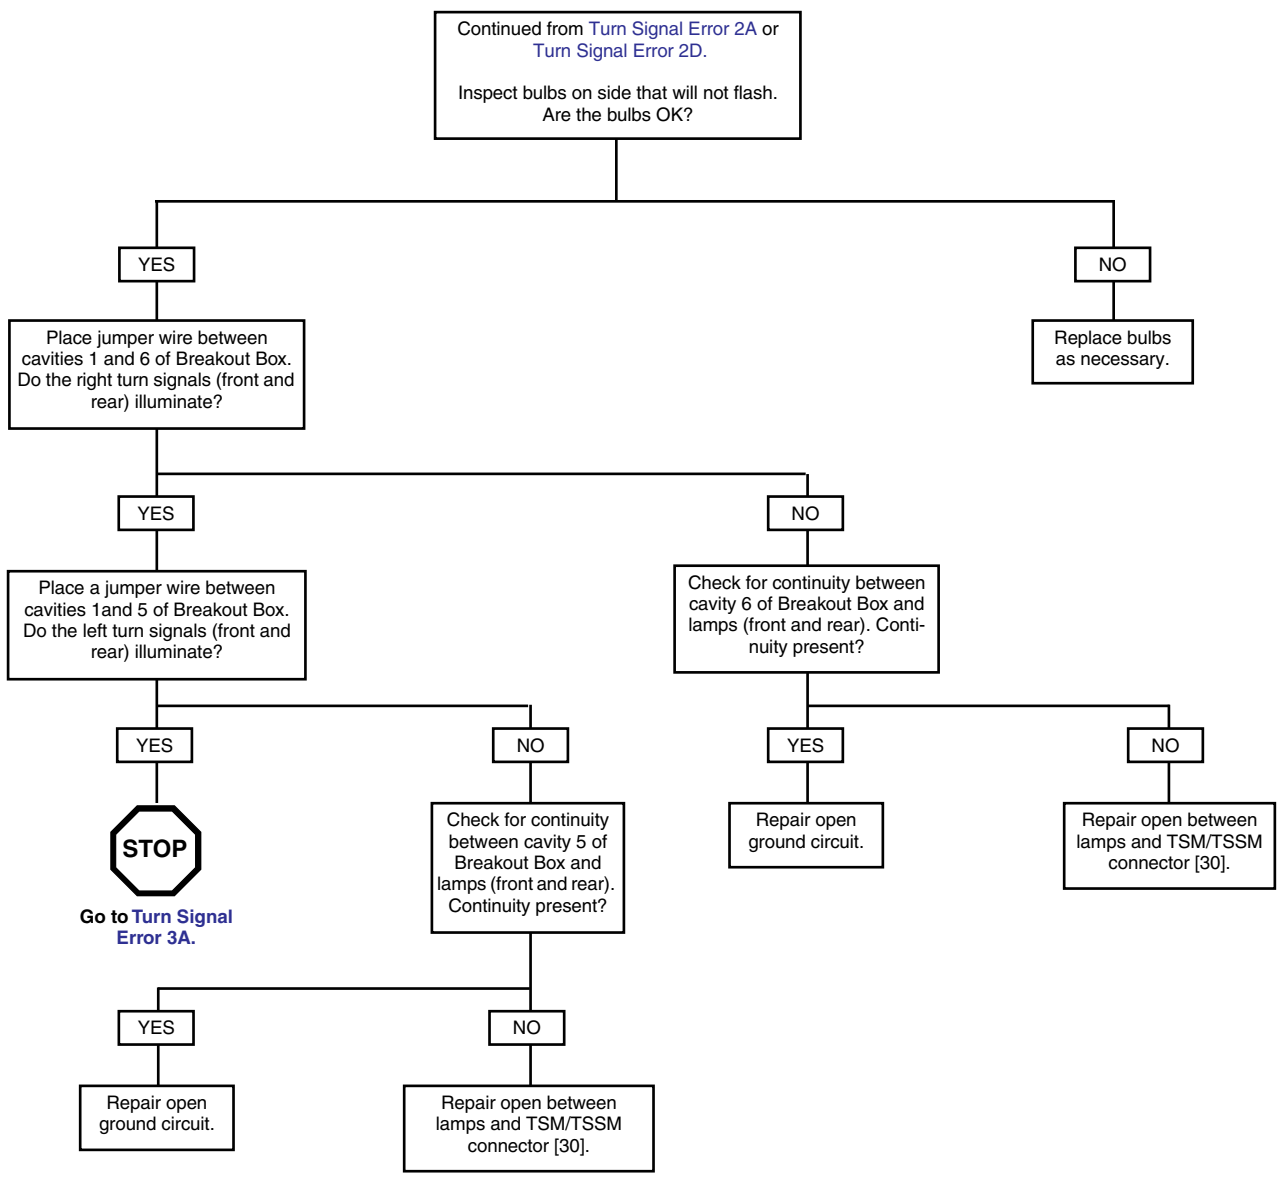 Continued from Turn Signal Error 2A or
Turn Signal Error 2D.
Inspect bulbs on side that will not flash.
Are the bulbs OK?
YES
NO
Place jumper wire between
cavities 1 and 6 of Breakout Box.
Do the right turn signals (front and
rear) illuminate?
Replace bulbs
as necessary.
YES
NO
Place a jumper wire between
cavities 1and 5 of Breakout Box.
Do the left turn signals (front and
rear) illuminate?
Check for continuity between
cavity 6 of Breakout Box and
lamps (front and rear). Conti-
nuity present?
YES
NO
YES
NO
STOP
Go to Turn Signal
Error 3A.
Check for continuity
between cavity 5 of
Breakout Box and
lamps (front and rear).
Continuity present?
Repair open
ground circuit.
Repair open between
lamps and TSM/TSSM
connector [30].
YES
NO
Repair open
ground circuit.
Repair open between
lamps and TSM/TSSM
connector [30].